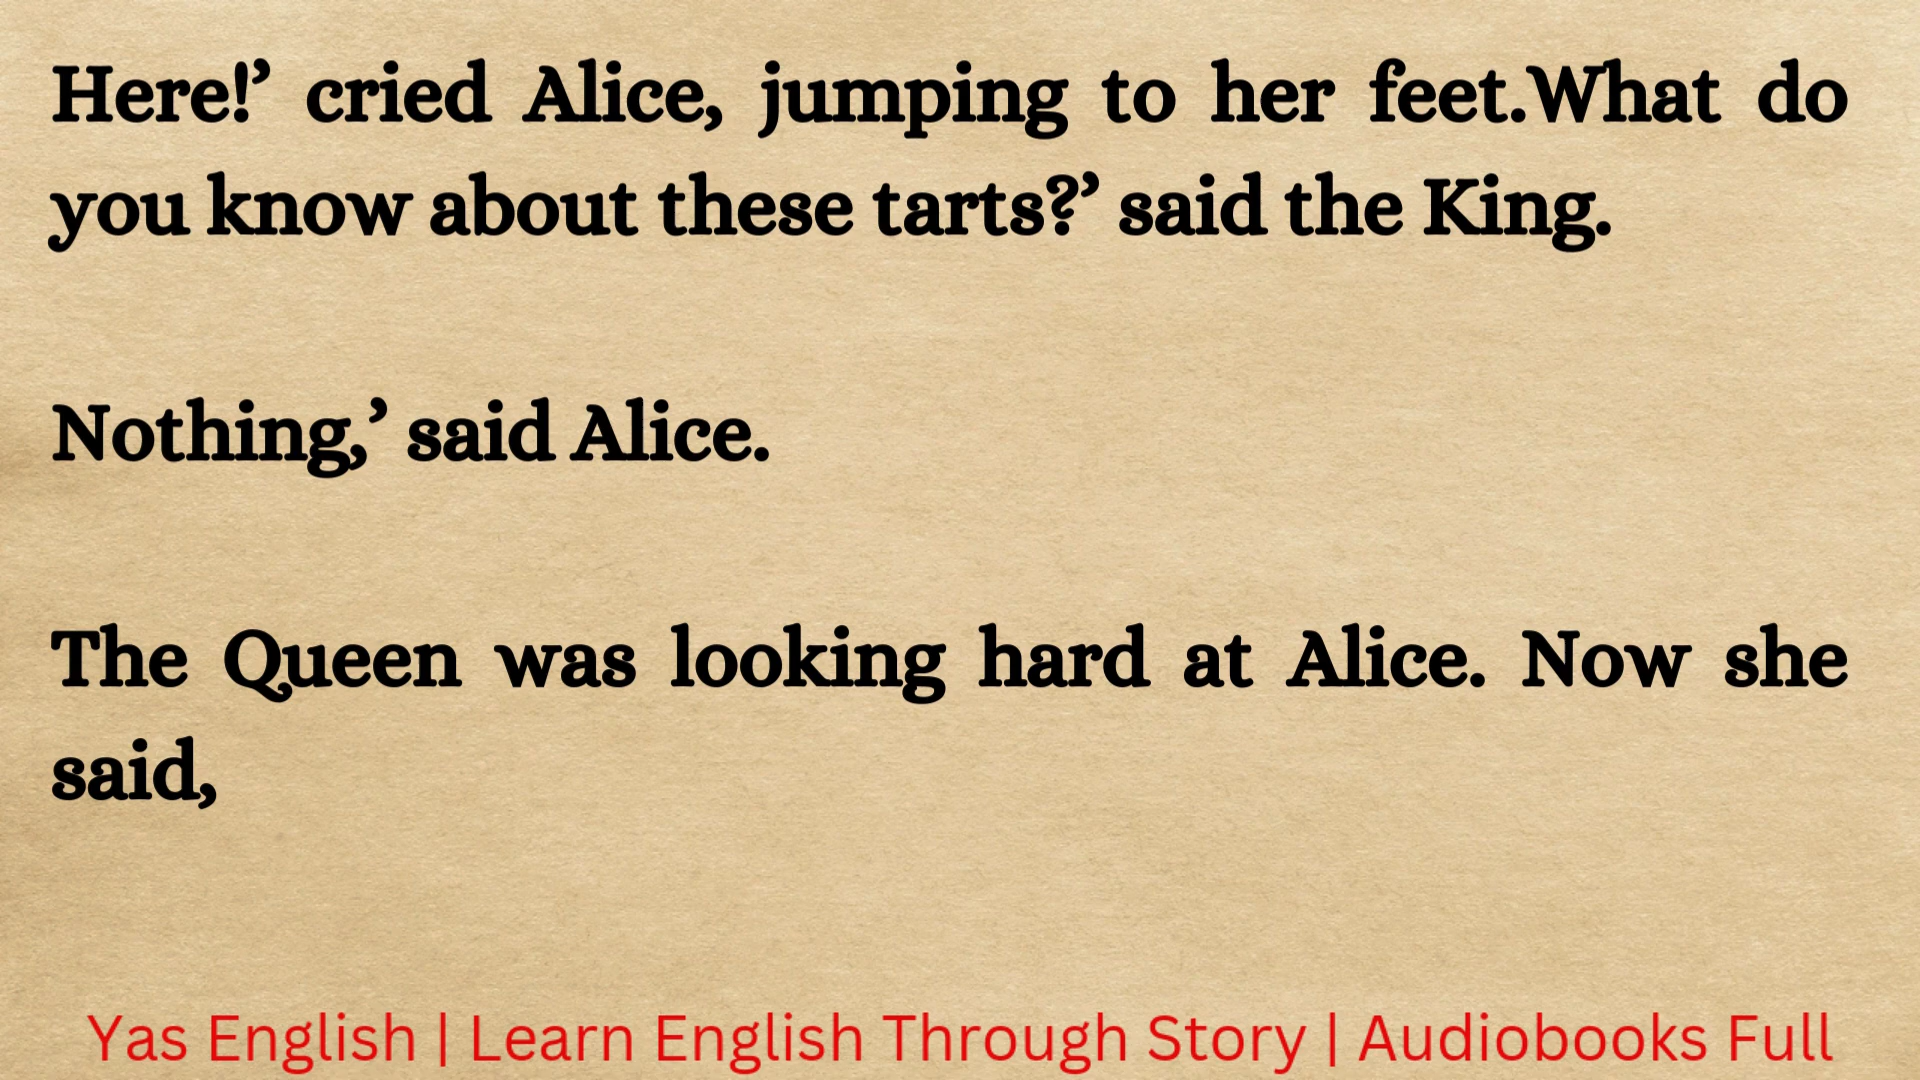 Here!’ cried Alice, jumping to her feet.What do
you know about these tarts?’ said the King.
Nothing,’ said Alice.
The Queen was looking hard at Alice. Now she
said,
Yas English | Learn English Through Story | Audiobooks Full